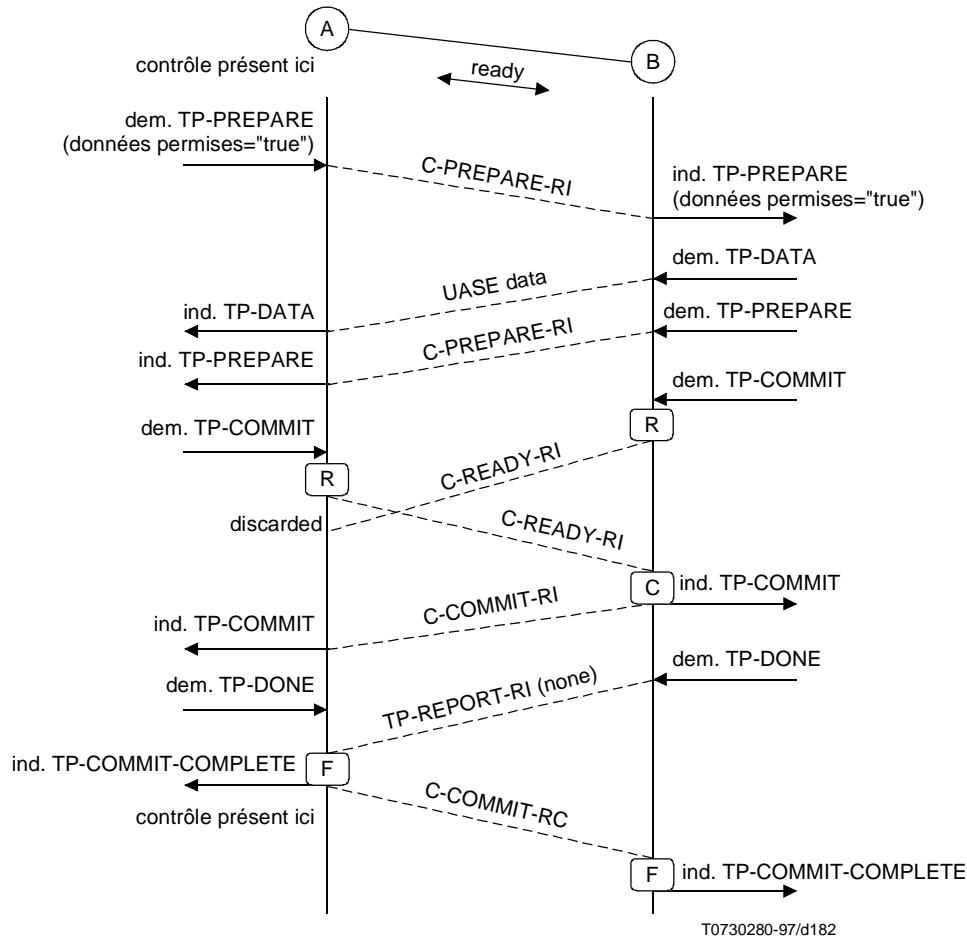 A
B
contrôle présent ici
ready
dem. TP-PREPARE
(données permises="true")
C-PREPARE-RI
ind. TP-PREPARE
(données permises="true")
dem. TP-DATA
UASE data
ind. TP-DATA
dem. TP-PREPARE
C-PREPARE-RI
ind. TP-PREPARE
dem. TP-COMMIT
dem. TP-COMMIT
R
R
C-READY-RI
discarded
C-READY-RI
C
ind. TP-COMMIT
C-COMMIT-RI
ind. TP-COMMIT
dem. TP-DONE
dem. TP-DONE
TP-REPORT-RI (none)
ind. TP-COMMIT-COMPLETE
F
C-COMMIT-RC
contrôle présent ici
F
ind. TP-COMMIT-COMPLETE
T0730280-97/d182